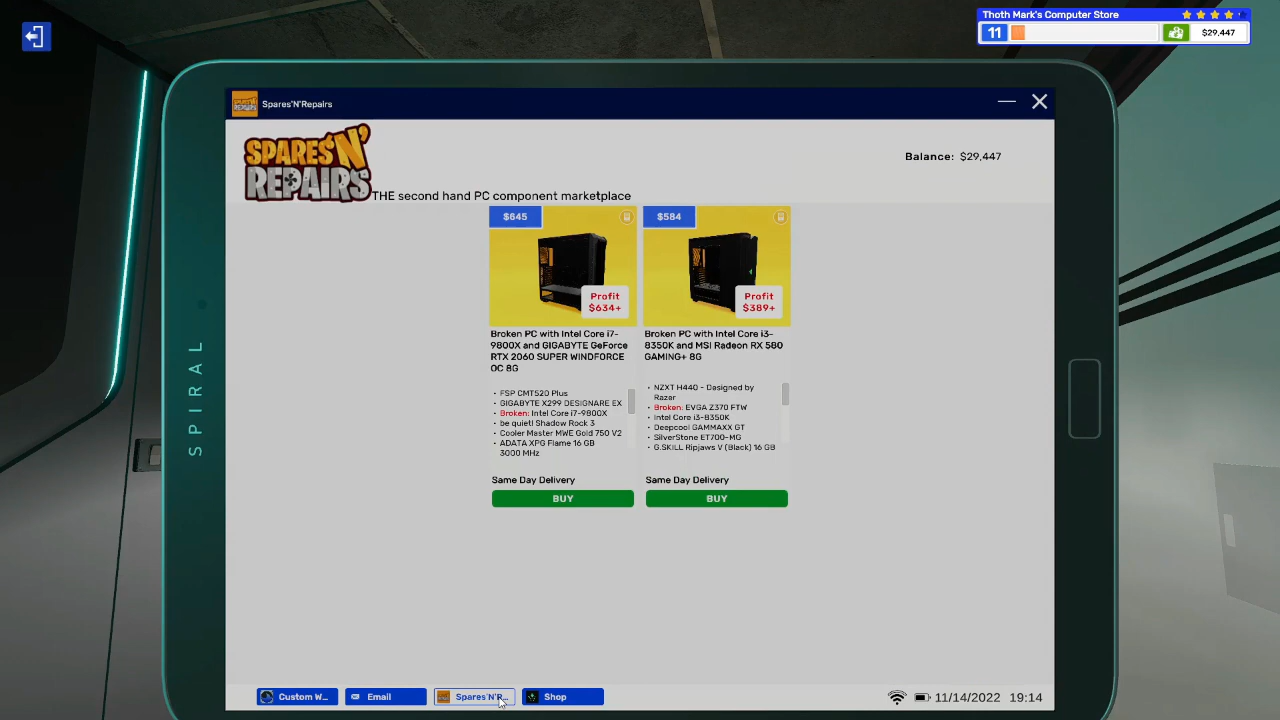 Thoth Mark's Computer Store
11
$29,447
SPIRAL
Spares'N'Repairs
SPARES'N'
REPAIRS
THE second hand PC component marketplace
Balance: $29,447
$645
Profit
$634+
Broken PC with Intel Core i7-
9800X and GIGABYTE GeForce
RTX 2060 SUPER WINDFORCE
OC 8G
• FSP CMT520 Plus
• GIGABYTE X299 DESIGNARE EX
• Broken: Intel Core i7-9800X
• be quiet! Shadow Rock 3
• Cooler Master MWE Gold 750 V2
• ADATA XPG Flame 16 GB
3000 MHz
Same Day Delivery
BUY
$584
Profit
$389+
Broken PC with Intel Core i3-
8350K and MSI Radeon RX 580
GAMING+ 8G
• NZXT H440 - Designed by
Razer
• Broken: EVGA Z370 FTW
• Intel Core i3-8350K
• Deepcool GAMMAXX GT
• SilverStone ET700-MG
• G.SKILL Ripjaws V (Black) 16 GB
Same Day Delivery
BUY
Custom W...
Email
Spares'N'R...
Shop
11/14/2022 19:14